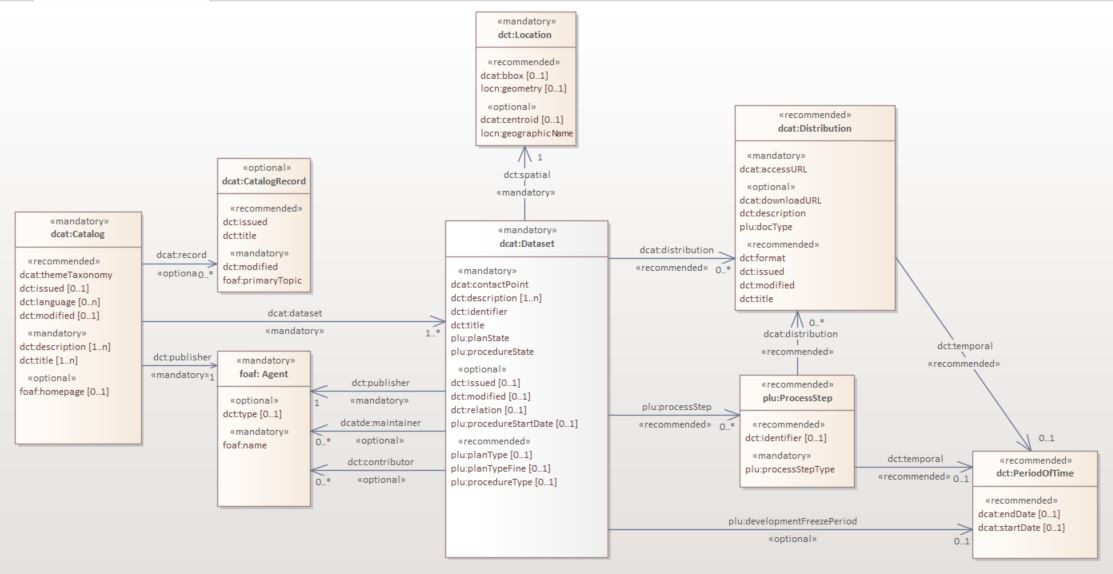 «mandatory»
dct:Location
«recommended»
dcat:bbox [0..1]
locn:geometry [0..1]
«optional»
dcat:centroid [0..1]
locn:geographicName
1
dct:spatial
«mandatory»
«recommended»
dcat:Distribution
«mandatory»
dcat:accessURL
«optional»
dcat:downloadURL
dct:description
plu:docType
«recommended»
dct:format
dct:issued
dct:modified
dct:title
«optional»
dcat:CatalogRecord
«recommended»
dct:issued
dct:title
«mandatory»
dct:modified
foaf:primaryTopic
«mandatory»
dcat:Catalog
«recommended»
dcat:themeTaxonomy
dct:issued [0..1]
dct:language [0..n]
dct:modified [0..1]
«mandatory»
dct:description [1..n]
dct:title [1..n]
«optional»
foaf:homepage [0..1]
dcat:record
«optiona0..*
dcat:dataset
«mandatory»
1..*
dct:publisher
«mandatory»1
«mandatory»
foaf: Agent
«optional»
dct:type [0..1]
«mandatory»
foaf:name
dct:publisher
1
«mandatory»
dcatde:maintainer
0..*
«optional»
dct:contributor
0..*
«optional»
«mandatory»
dcat:Dataset
«mandatory»
dcat:contactPoint
dct:description [1..n]
dct:identifier
dct:title
plu:planState
plu:procedureState
«optional»
dct:issued [0..1]
dct:modified [0..1]
dct:relation [0..1]
plu:procedureStartDate [0..1]
«recommended»
plu:planType [0..1]
plu:planTypeFine [0..1]
plu:procedureType [0..1]
dcat:distribution
«recommended» 0..*
0..*
dcat:distribution
«recommended»
plu:processStep
«recommended» 0..*
«recommended»
plu:ProcessStep
«recommended»
dct:identifier [0..1]
«mandatory»
plu:processStepType
dct:temporal
«recommended»
0..1
dct:temporal
«recommended» 0..1
plu:developmentFreezePeriod
«optional»
0..1
«recommended»
dct:PeriodOfTime
«recommended»
dcat:endDate [0..1]
dcat:startDate [0..1]